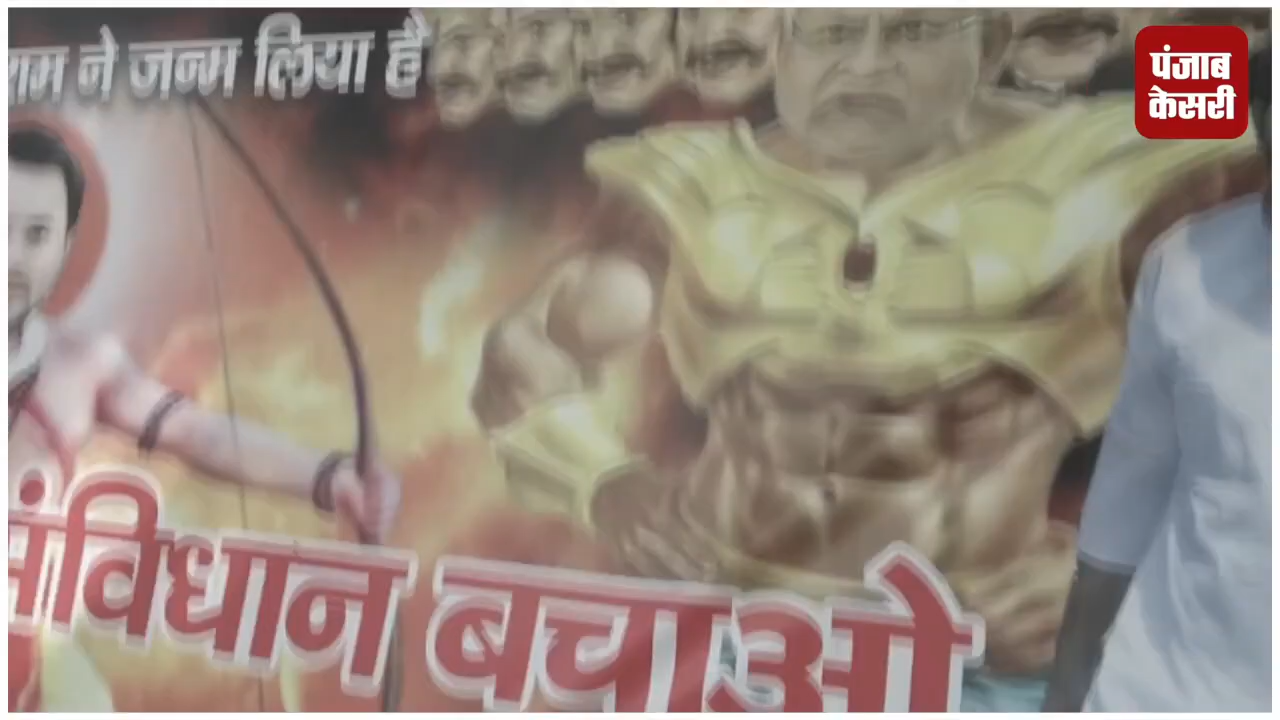 राम ने जन्म लिया है
पंजाब
केसरी
संविधान बचाओ